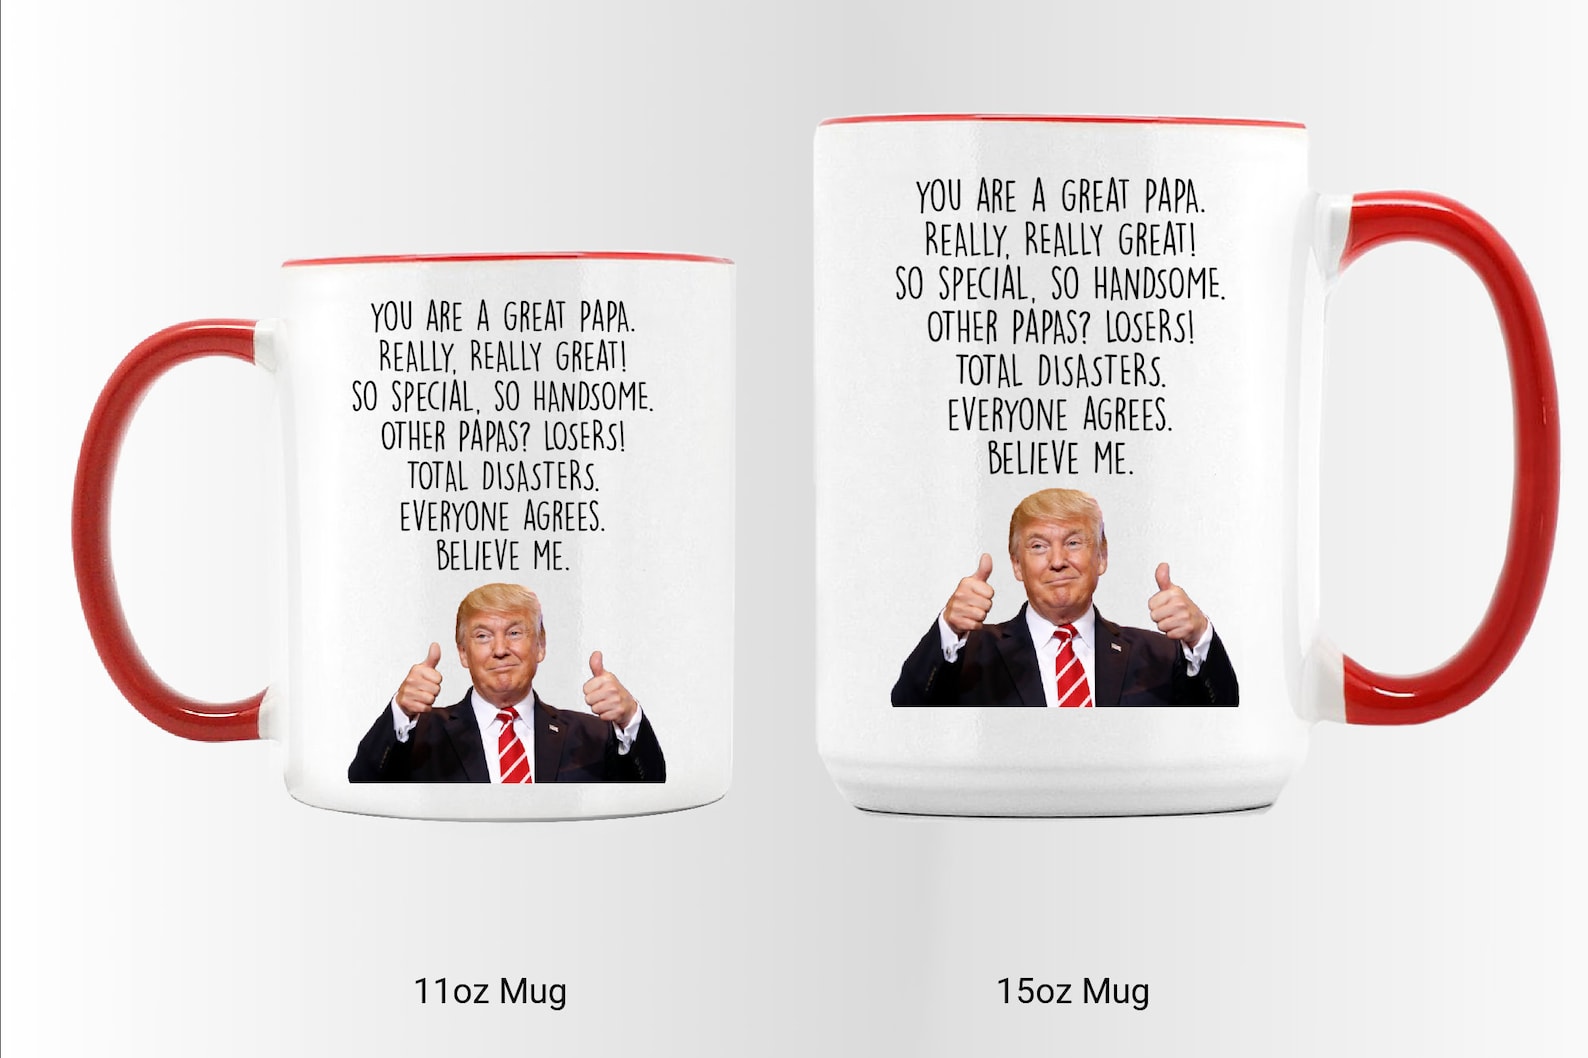 YOU ARE A GREAT PAPA.
REALLY, REALLY GREAT!
SO SPECIAL, SO HANDSOME.
OTHER PAPAS? LOSERS!
TOTAL DISASTERS.
EVERYONE AGREES.
BELIEVE ME.
YOU ARE A GREAT PAPA.
REALLY, REALLY GREAT!
SO SPECIAL, SO HANDSOME.
OTHER PAPAS? LOSERS!
TOTAL DISASTERS.
EVERYONE AGREES.
BELIEVE ME.
11oz Mug
15oz Mug